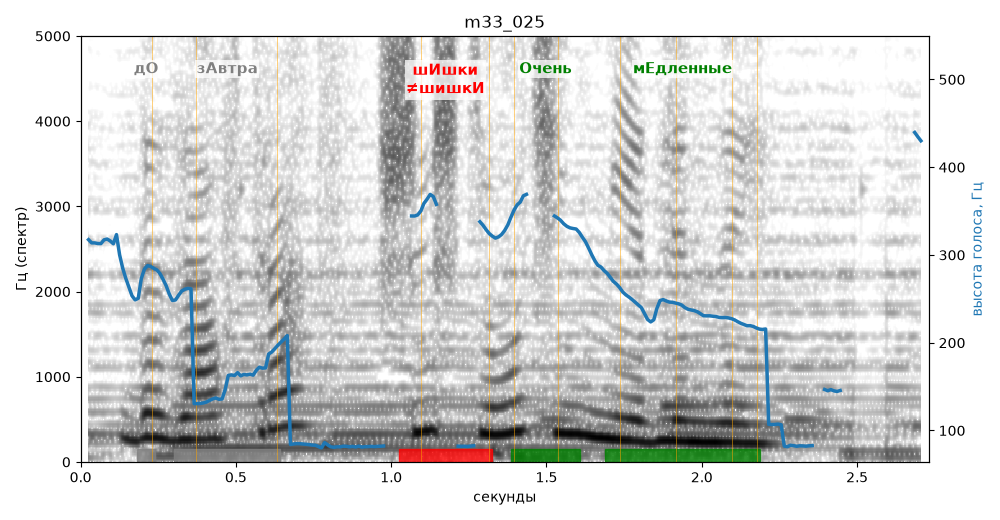 m33_025
дО
зАвтра
шИшки
≠шишкИ
Очень
мЕдленные
Гц (спектр)
5000
4000
3000
2000
1000
0
0.0
0.5
1.0
1.5
2.0
2.5
секунды
500
400
300
200
100
высота голоса, Гц